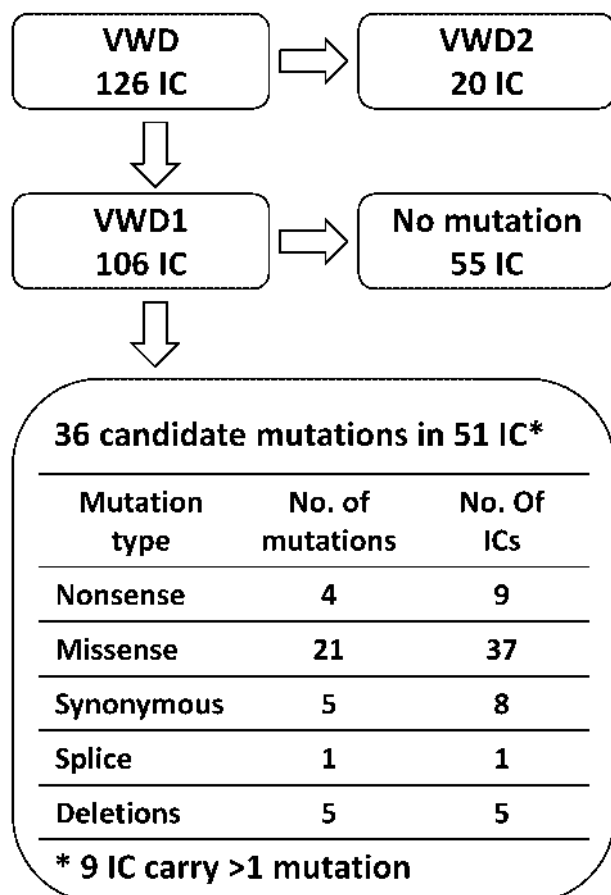 VWD
126 IC
VWD2
20 IC
VWD1
106 IC
No mutation
55 IC
36 candidate mutations in 51 IC*
Mutation type No. of mutations No. Of ICs
Nonsense 4 9
Missense 21 37
Synonymous 5 8
Splice 1 1
Deletions 5 5
* 9 IC carry >1 mutation